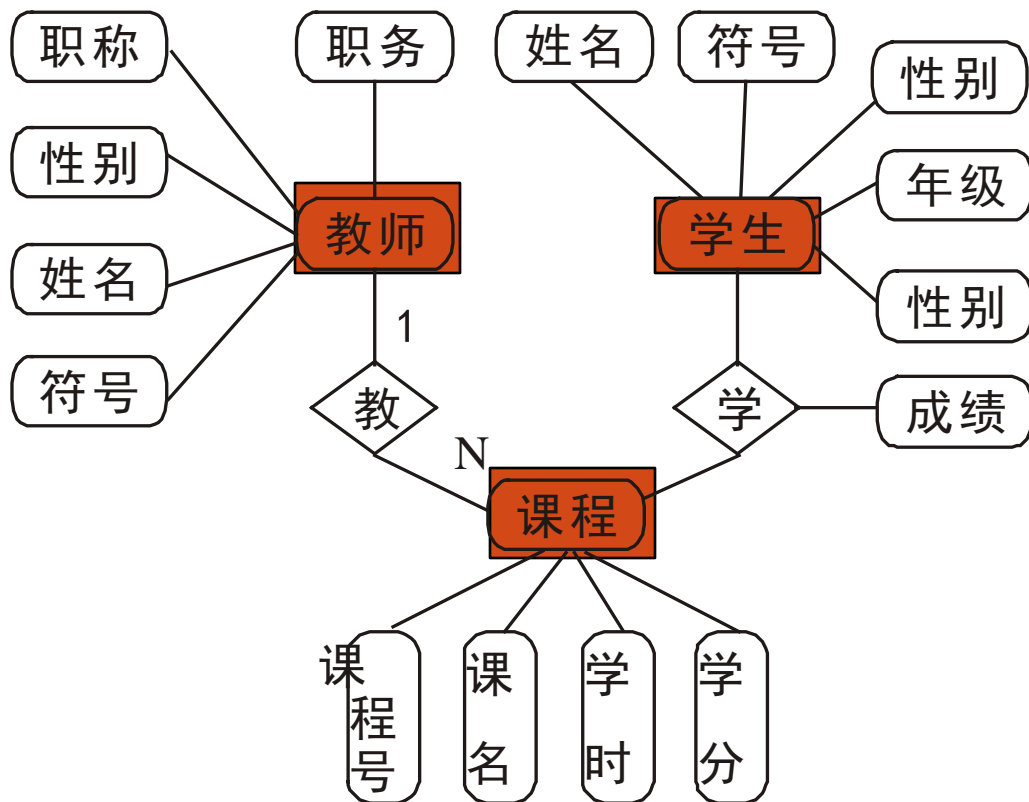 职称
职务
姓名
符号
性别
性别
年级
教师
学生
姓名
性别
1
符号
教
学
成绩
N
课程
课程号
课名
学时
学分